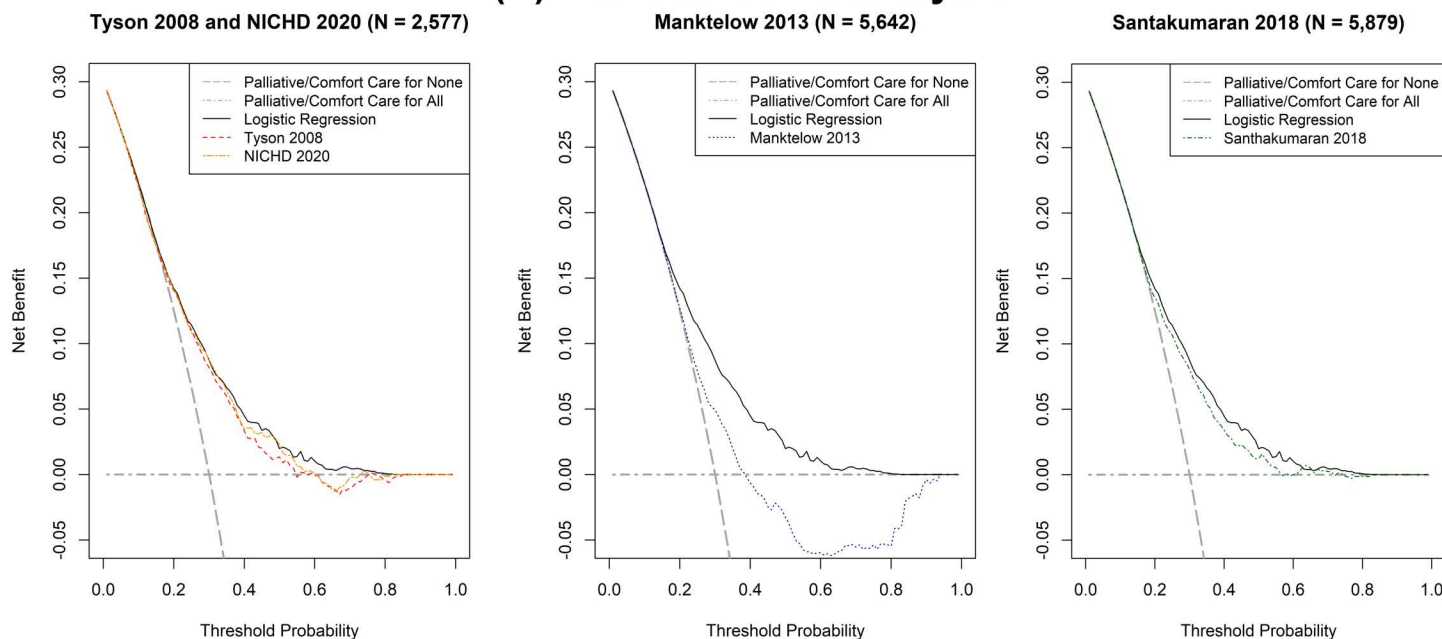 Tyson 2008 and NICHD 2020 (N = 2,577)
0.30
0.25
0.20
0.15
0.10
0.05
0.00
-0.05
Net Benefit
Palliative/Comfort Care for None
Palliative/Comfort Care for All
Logistic Regression
Tyson 2008
NICHD 2020
0.0 0.2 0.4 0.6 0.8 1.0
Threshold Probability
Manktelow 2013 (N = 5,642)
0.30
0.25
0.20
0.15
0.10
0.05
0.00
-0.05
Net Benefit
Palliative/Comfort Care for None
Palliative/Comfort Care for All
Logistic Regression
Manktelow 2013
0.0 0.2 0.4 0.6 0.8 1.0
Threshold Probability
Santakumaran 2018 (N = 5,879)
0.30
0.25
0.20
0.15
0.10
0.05
0.00
-0.05
Net Benefit
Palliative/Comfort Care for None
Palliative/Comfort Care for All
Logistic Regression
Santhakumaran 2018
0.0 0.2 0.4 0.6 0.8 1.0
Threshold Probability